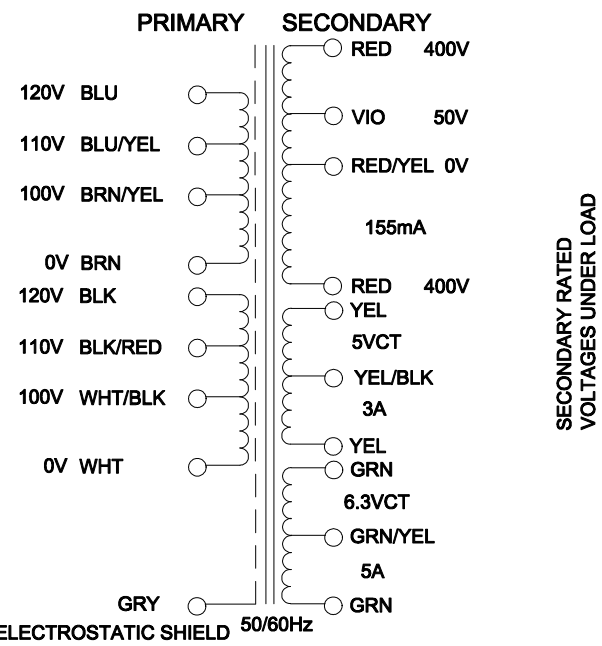 PRIMARY SECONDARY
RED 400V
120V BLU
VIO 50V
110V BLU/YEL
RED/YEL 0V
100V BRN/YEL
155mA
0V BRN
RED 400V
120V BLK
YEL
110V BLK/RED
5VCT
YEL/BLK
100V WHT/BLK
3A
YEL
0V WHT
GRN
6.3VCT
GRN/YEL
5A
GRY
GRN
ELECTROSTATIC SHIELD
50/60Hz
SECONDARY RATED
VOLTAGES UNDER LOAD